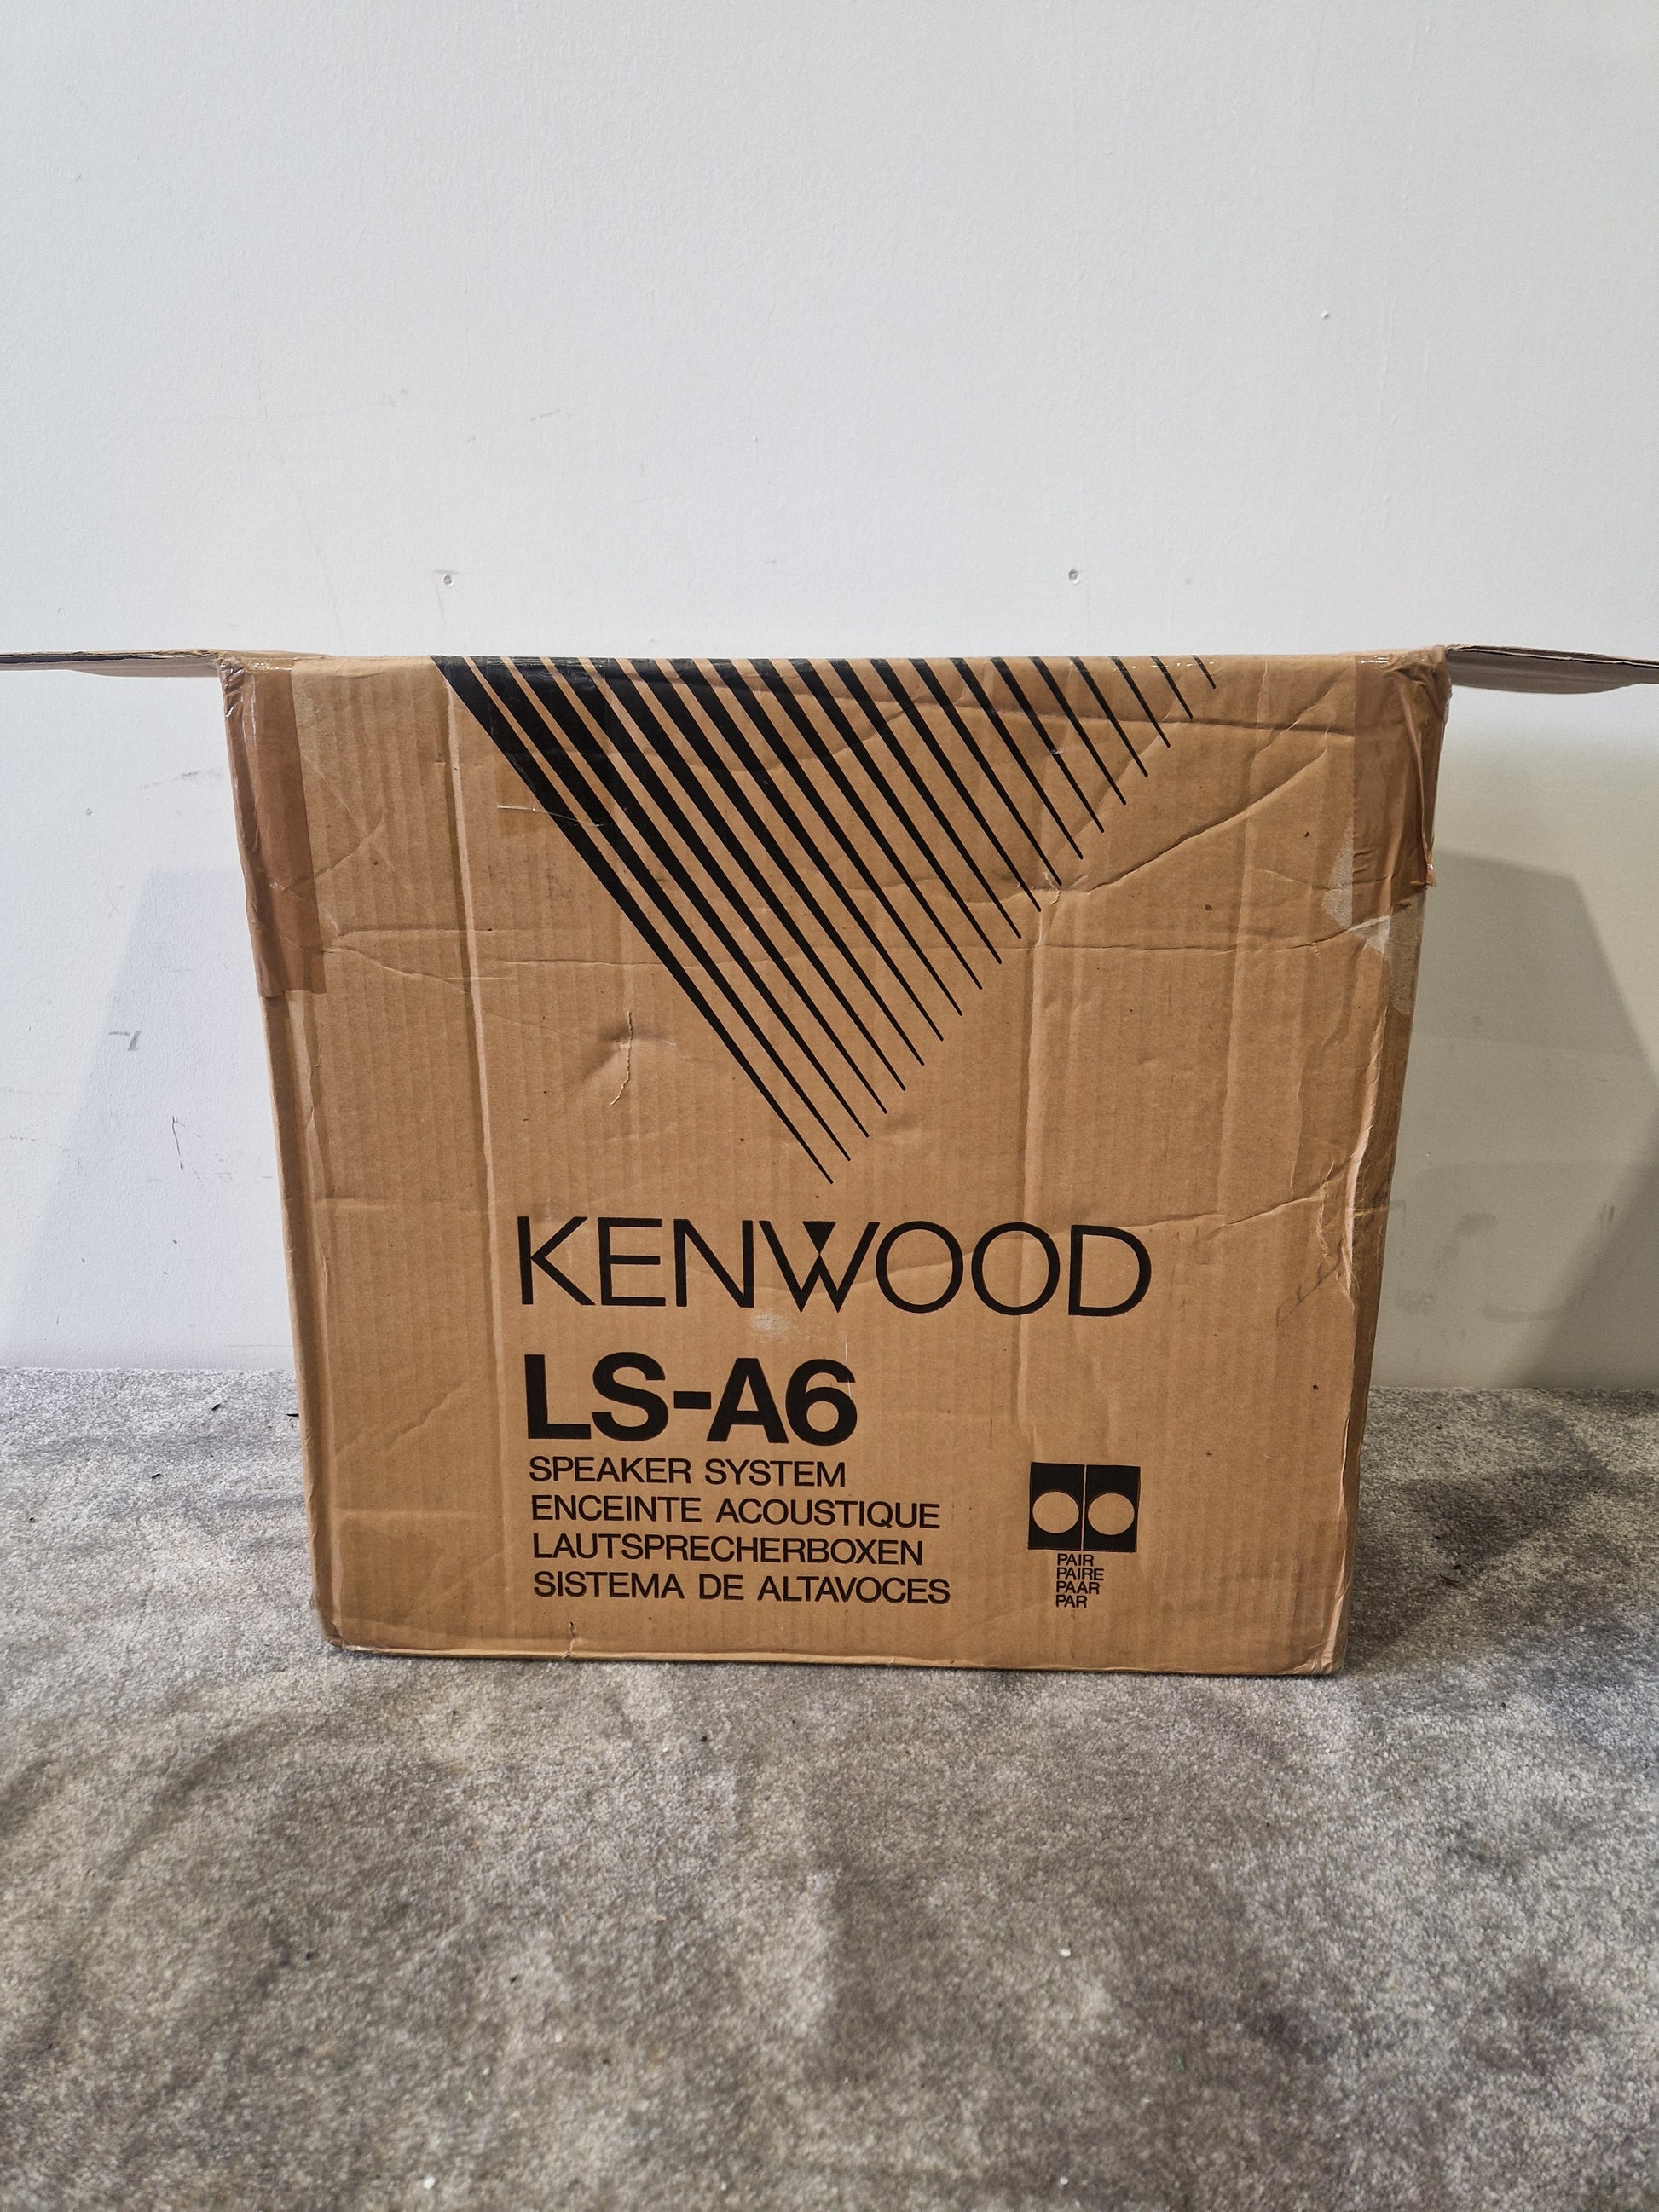 KENWOOD
LS-A6
SPEAKER SYSTEM
ENCEINTE ACOUSTIQUE
LAUTSPRECHERBOXEN
SISTEMA DE ALTAVOCES
PAIR
PAIRE
PAAR
PAR